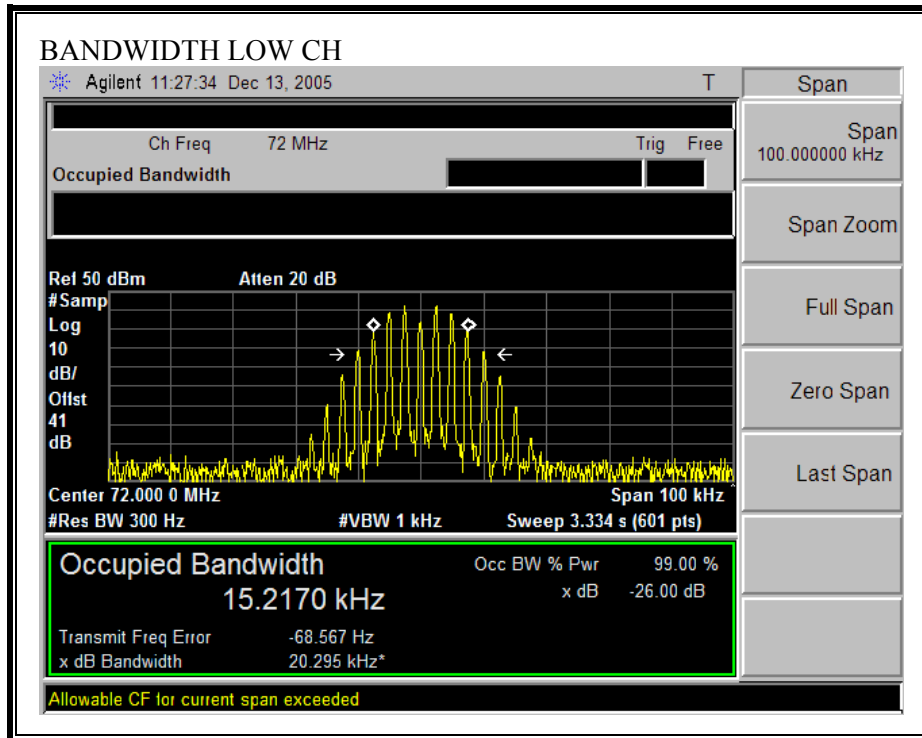 BANDWIDTH LOW CH
Agilent 11:27:34 Dec 13, 2005 T
Span
Ch Freq 72 MHz Trig Free
Occupied Bandwidth
Span
100.000000 kHz
Span Zoom
Full Span
Zero Span
Last Span
Ref 50 dBm Atten 20 dB
#Samp
Log
10
dB/
Offst
41
dB
Center 72.000 0 MHz Span 100 kHz
#Res BW 300 Hz #VBW 1 kHz Sweep 3.334 s (601 pts)
Occupied Bandwidth Occ BW % Pwr 99.00 %
15.2170 kHz x dB -26.00 dB
Transmit Freq Error -68.567 Hz
x dB Bandwidth 20.295 kHz*
Allowable CF for current span exceeded